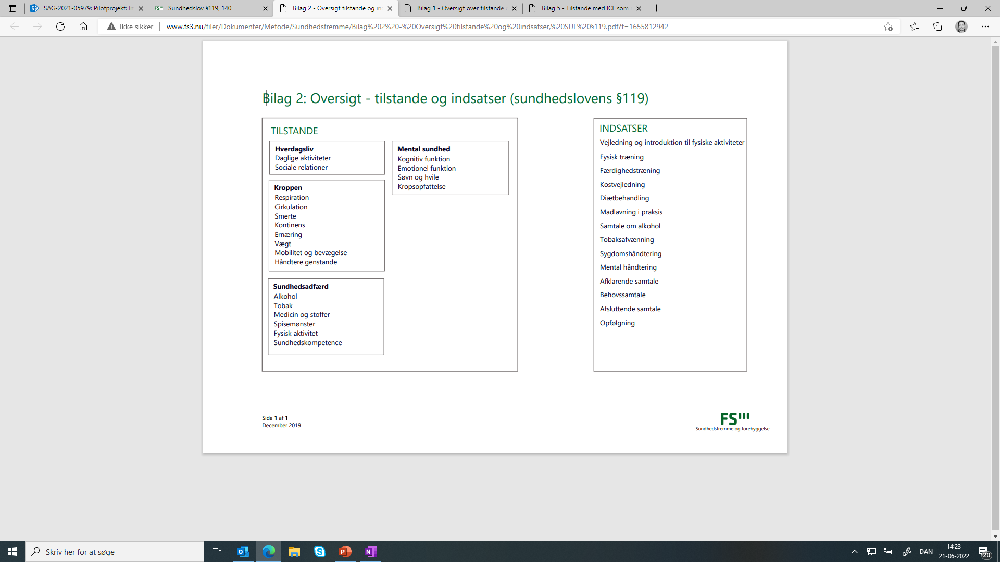 SAG-2021-05979: Pilotprojekt: In
Sundhedslov §119, 140
Bilag 2 - Oversigt tilstande og in
Bilag 1 - Oversigt over tilstande
Bilag 5 - Tilstande med ICF som
Ikke sikker
www.fs3.nu/filer/Dokumenter/Metode/Sundhedsfremme/Bilag%202%20-%20Oversigt%20tilstande%20og%20indsatser,%20SUL%20§119.pdf?t=1655812942
Bilag 2: Oversigt - tilstande og indsatser (sundhedslovens §119)
TILSTANDE
Hverdagsliv
Daglige aktiviteter
Sociale relationer
Kroppen
Respiration
Cirkulation
Smerte
Kontinens
Ernæring
Vægt
Mobilitet og bevægelse
Håndtere genstande
Sundhedsadfærd
Alkohol
Tobak
Medicin og stoffer
Spisemønster
Fysisk aktivitet
Sundhedskompetence
Mental sundhed
Kognitiv funktion
Emotionel funktion
Søvn og hvile
Kropsopfattelse
INDSATSER
Vejledning og introduktion til fysiske aktiviteter
Fysisk træning
Færdighedstræning
Kostvejledning
Diætbehandling
Madlavning i praksis
Samtale om alkohol
Tobaksafvænning
Sygdomshåndtering
Mental håndtering
Afklarende samtale
Behovssamtale
Afsluttende samtale
Opfølgning
Side 1 af 1
December 2019
FSIII
Sundhedsfremme og forebyggelse
Skriv her for at søge
DAN
14:23
21-06-2022
20